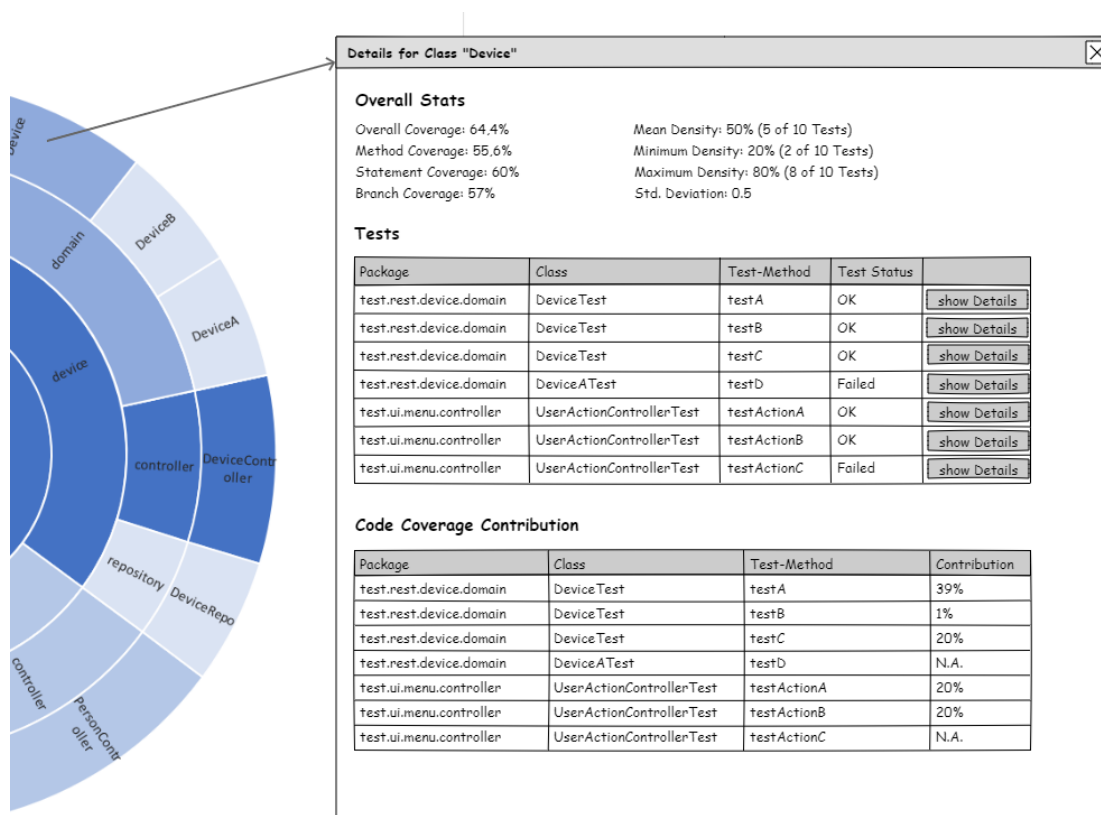 Details for Class "Device"
Overall Stats
Overall Coverage: 64,4%
Method Coverage: 55,6%
Statement Coverage: 60%
Branch Coverage: 57%
Mean Density: 50% (5 of 10 Tests)
Minimum Density: 20% (2 of 10 Tests)
Maximum Density: 80% (8 of 10 Tests)
Std. Deviation: 0.5
Tests
Package Class Test-Method Test Status
test.rest.device.domain DeviceTest testA OK show Details
test.rest.device.domain DeviceTest testB OK show Details
test.rest.device.domain DeviceTest testC OK show Details
test.rest.device.domain DeviceATest testD Failed show Details
test.ui.menu.controller UserActionControllerTest testActionA OK show Details
test.ui.menu.controller UserActionControllerTest testActionB OK show Details
test.ui.menu.controller UserActionControllerTest testActionC Failed show Details
Code Coverage Contribution
Package Class Test-Method Contribution
test.rest.device.domain DeviceTest testA 39%
test.rest.device.domain DeviceTest testB 1%
test.rest.device.domain DeviceTest testC 20%
test.rest.device.domain DeviceATest testD N.A.
test.ui.menu.controller UserActionControllerTest testActionA 20%
test.ui.menu.controller UserActionControllerTest testActionB 20%
test.ui.menu.controller UserActionControllerTest testActionC N.A.
Device
domain
DeviceB
DeviceA
device
controller
DeviceContr
oller
repository
DeviceRepo
controller
PersonContr
oller